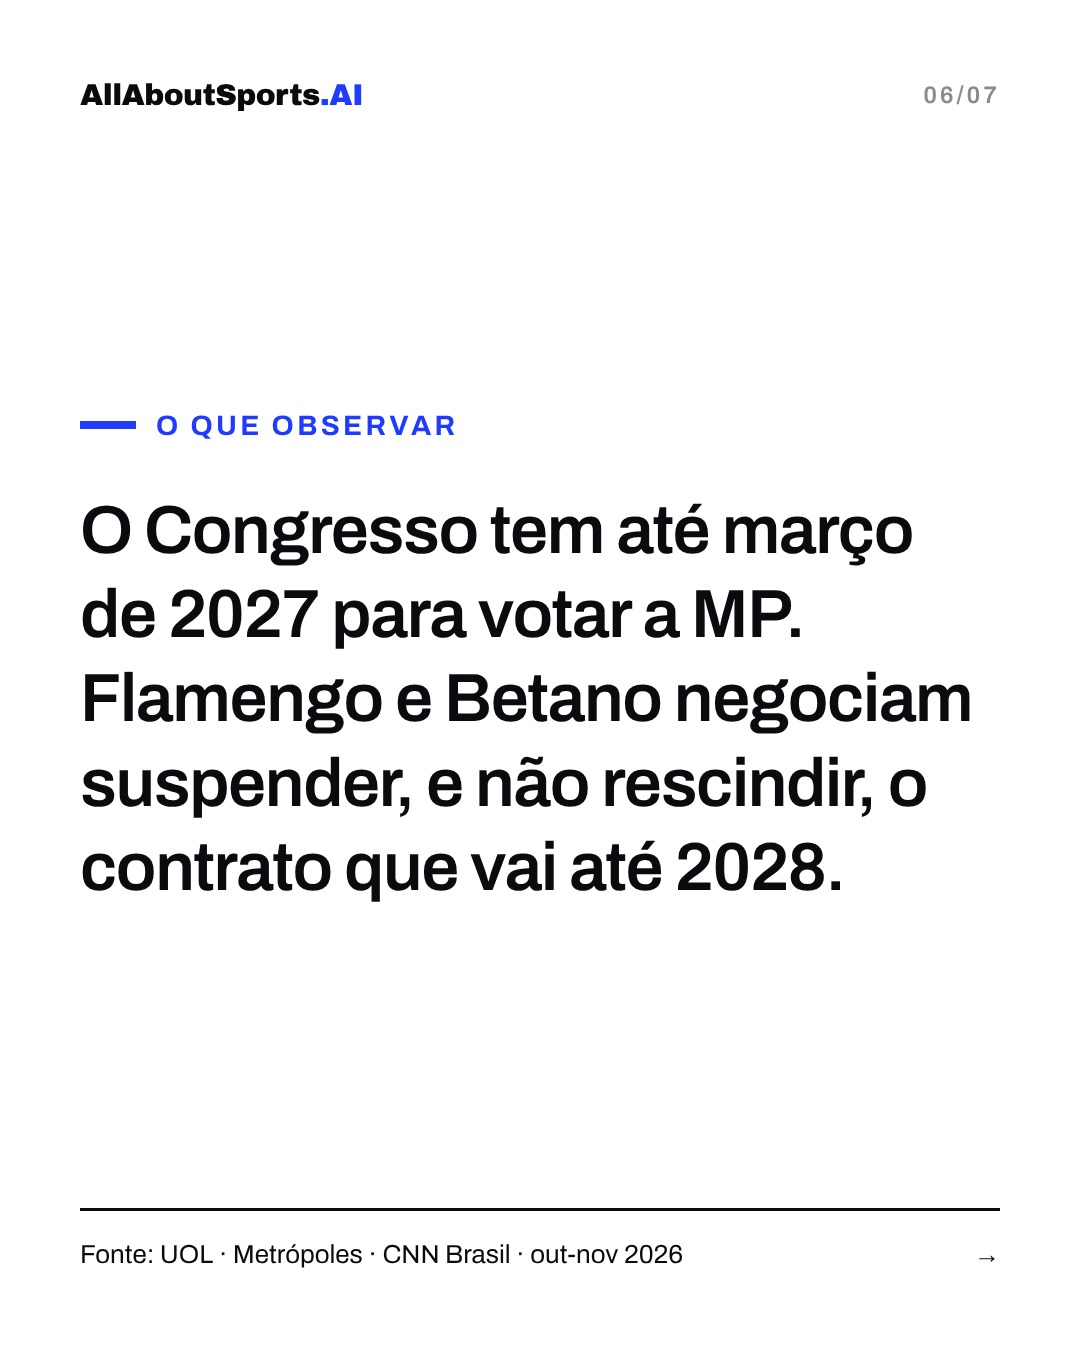 AllAboutSports.AI
06/07
O QUE OBSERVAR
O Congresso tem até março
de 2027 para votar a MP.
Flamengo e Betano negociam
suspender, e não rescindir, o
contrato que vai até 2028.
Fonte: UOL · Metrópoles · CNN Brasil · out-nov 2026
→